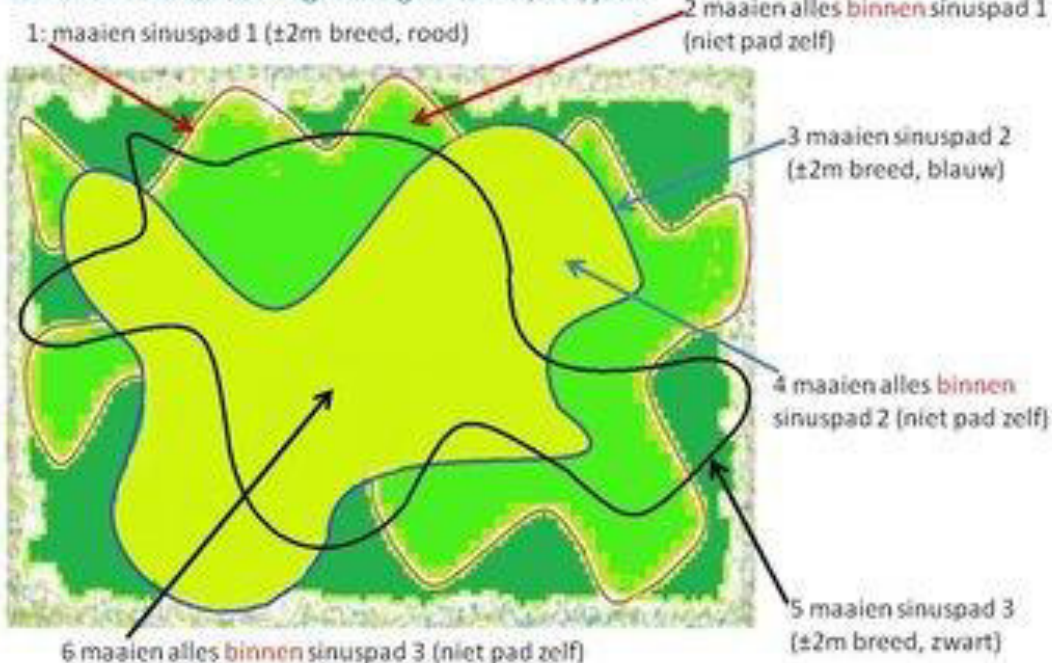 1: maaien sinuspad 1 (±2m breed, rood)
2 maaien alles binnen sinuspad 1
(niet pad zelf)
3 maaien sinuspad 2
(±2m breed, blauw)
4 maaien alles binnen
sinuspad 2 (niet pad zelf)
5 maaien sinuspad 3
(±2m breed, zwart)
6 maaien alles binnen sinuspad 3 (niet pad zelf)